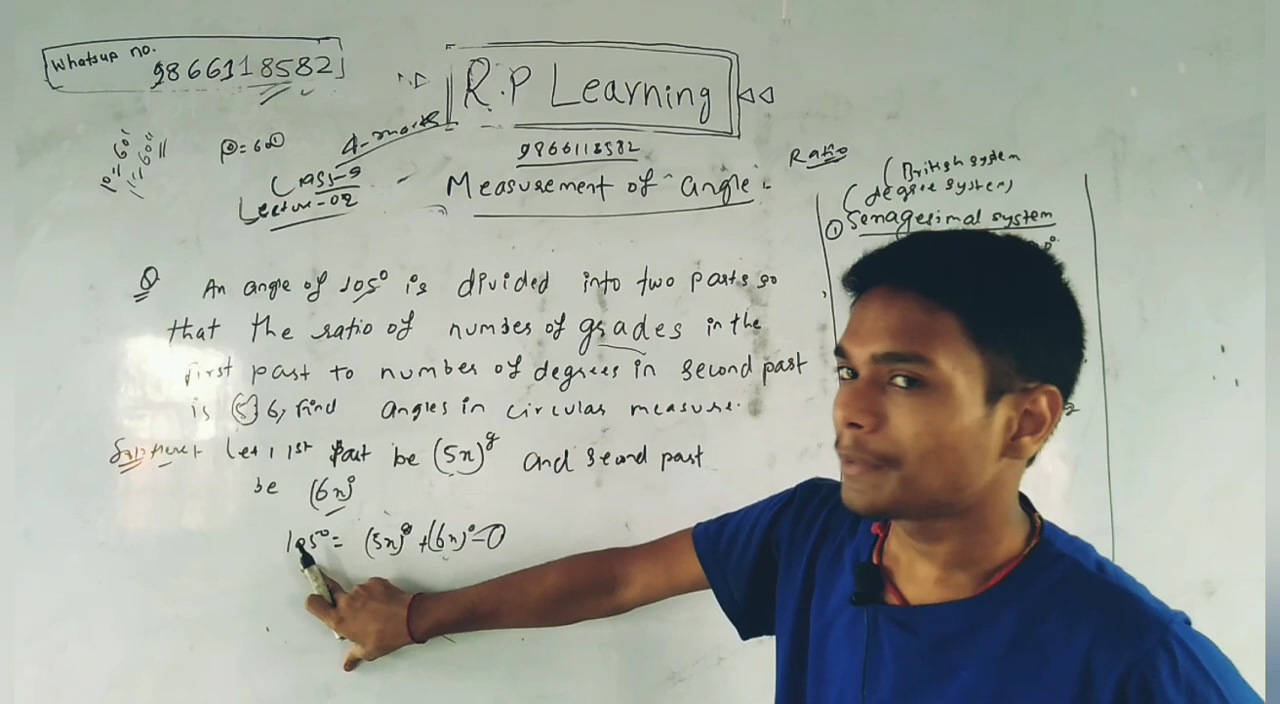 Whatsup no.
9866118582
R.P Learning
9866118582
4-marks
Class-9
Lecture-02
1°=60'
1'=60''
Measurement of angle :-
Ratio
(British system
(degree system)
① Senagesimal system
Q An angle of 105° is divided into two parts so
that the ratio of number of grades in the
first part to number of degrees in second part
is 5:6, find angles in circular measure.
Let, 1st part be (5x)^g and second part
be (6x)°
105° = (5x)^g + (6x)° –①